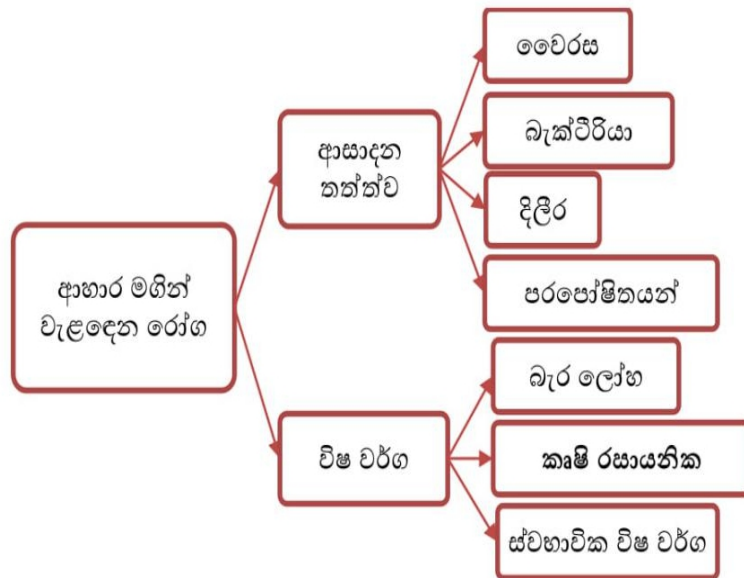 ආහාර මගින්
වැළඳෙන රෝග
ආසාදන
තත්ත්ව
වෛරස
බැක්ටීරියා
දිලීර
පරපෝෂිතයන්
විෂ වර්ග
බැර ලෝහ
කෘෂි රසායනික
ස්වභාවික විෂ වර්ග